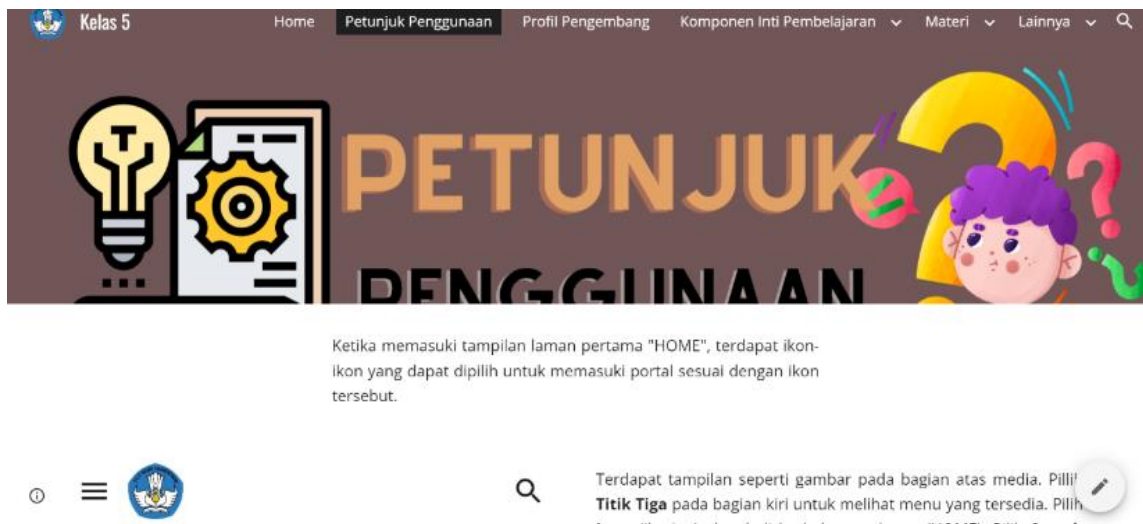 Kelas 5 Home Petunjuk Penggunaan Profil Pengembang Komponen Inti Pembelajaran Materi Lainnya
PETUNJUK
PENGGUNAAN
Ketika memasuki tampilan laman pertama "HOME", terdapat ikon-
ikon yang dapat dipilih untuk memasuki portal sesuai dengan ikon
tersebut.
Terdapat tampilan seperti gambar pada bagian atas media. Pillih
Titik Tiga pada bagian kiri untuk melihat menu yang tersedia. Pilih